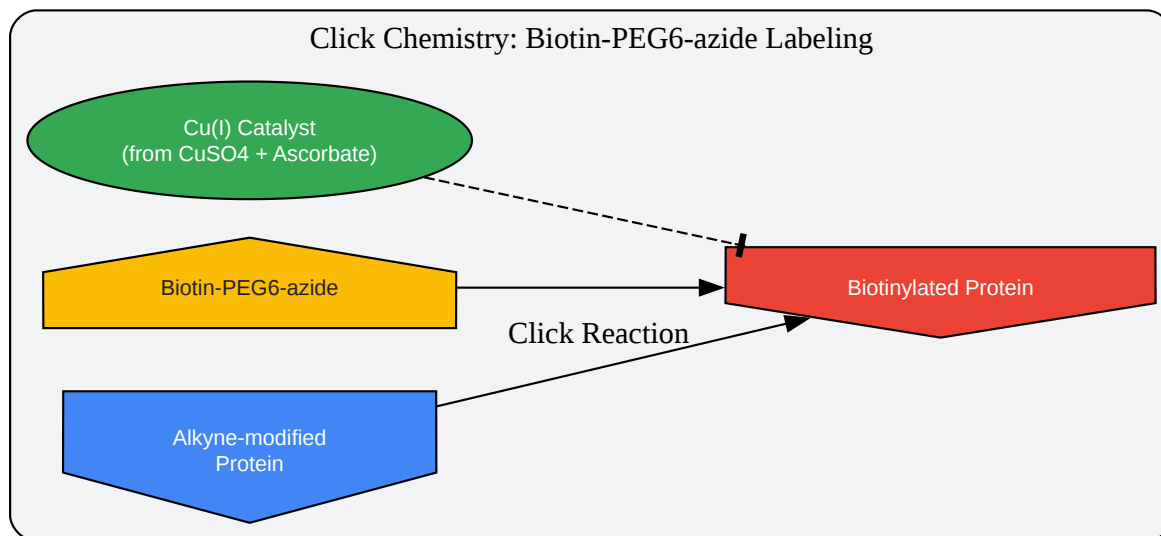 Click Chemistry: Biotin-PEG6-azide Labeling
Cu(I) Catalyst
(from CuSO4 + Ascorbate)
Biotin-PEG6-azide
Biotinylated Protein
Click Reaction
Alkyne-modified
Protein